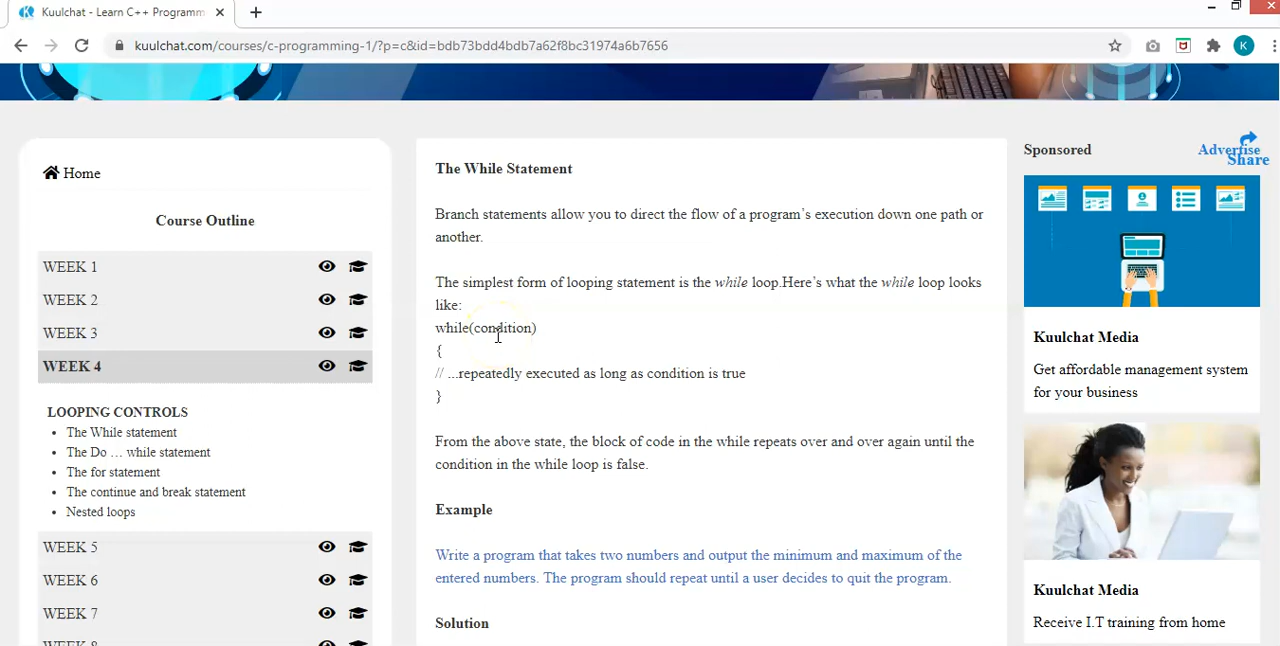 Kuulchat - Learn C++ Programm
kuulchat.com/courses/c-programming-1/?p=c&id=bdb73bdd4bdb7a62f8bc31974a6b7656
K
Home
Course Outline
WEEK 1
WEEK 2
WEEK 3
WEEK 4
LOOPING CONTROLS
• The While statement
• The Do … while statement
• The for statement
• The continue and break statement
• Nested loops
WEEK 5
WEEK 6
WEEK 7
WEEK 8
The While Statement
Branch statements allow you to direct the flow of a program’s execution down one path or
another.
The simplest form of looping statement is the while loop.Here’s what the while loop looks
like:
while(condition)
{
// ...repeatedly executed as long as condition is true
}
From the above state, the block of code in the while repeats over and over again until the
condition in the while loop is false.
Example
Write a program that takes two numbers and output the minimum and maximum of the
entered numbers. The program should repeat until a user decides to quit the program.
Solution
Sponsored
Advertise
Share
Kuulchat Media
Get affordable management system
for your business
Kuulchat Media
Receive I.T training from home